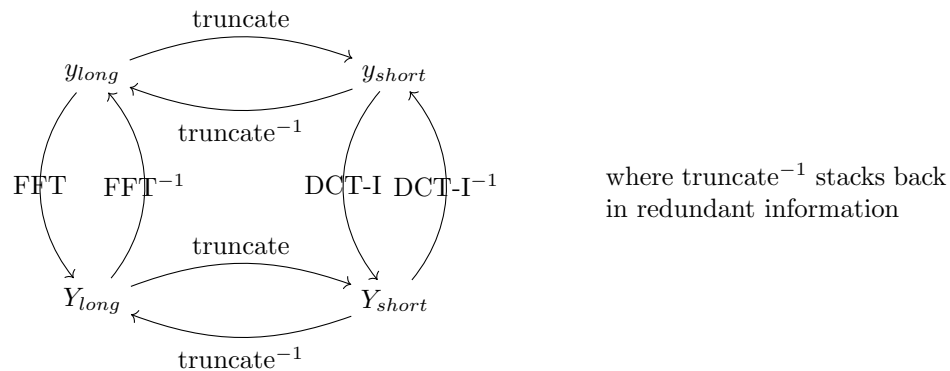 truncate
y_long y_short
truncate⁻¹
FFT FFT⁻¹ DCT-I DCT-I⁻¹
where truncate⁻¹ stacks back
in redundant information
truncate
Y_long Y_short
truncate⁻¹